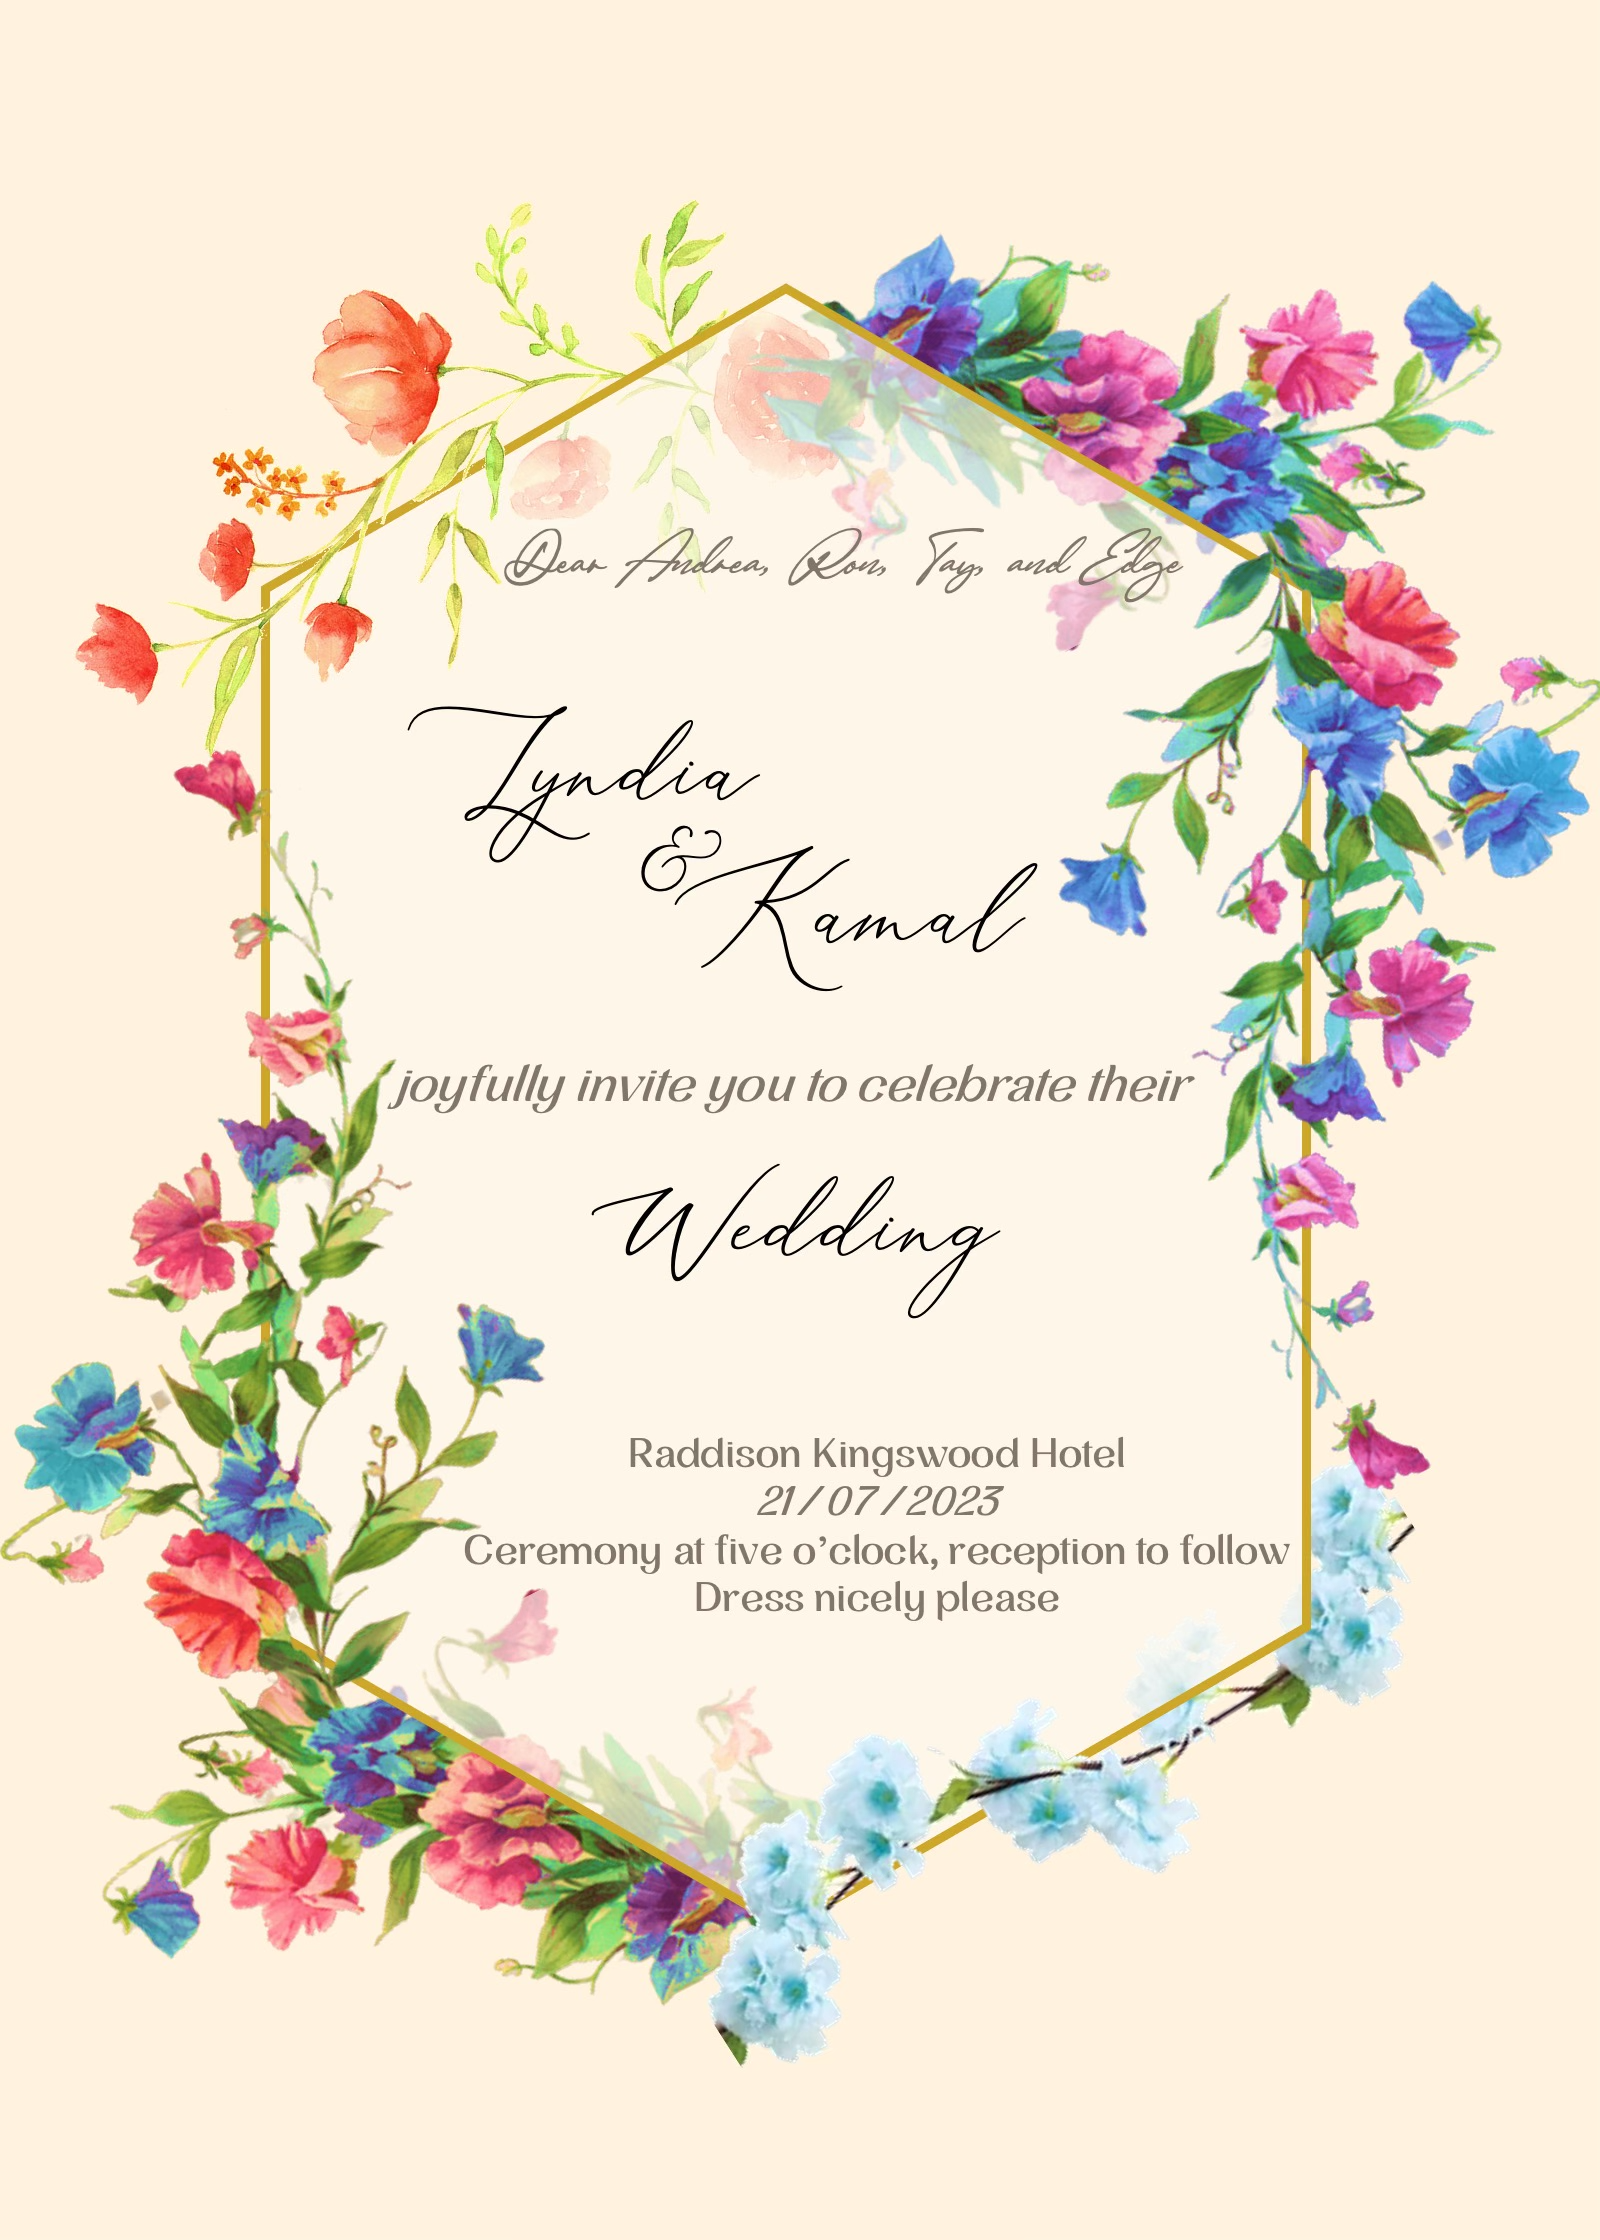 Dear Andrea, Ron, Tay, and Edge
Lyndia
&
Kamal
joyfully invite you to celebrate their
Wedding
Raddison Kingswood Hotel
21/07/2023
Ceremony at five o’clock, reception to follow
Dress nicely please